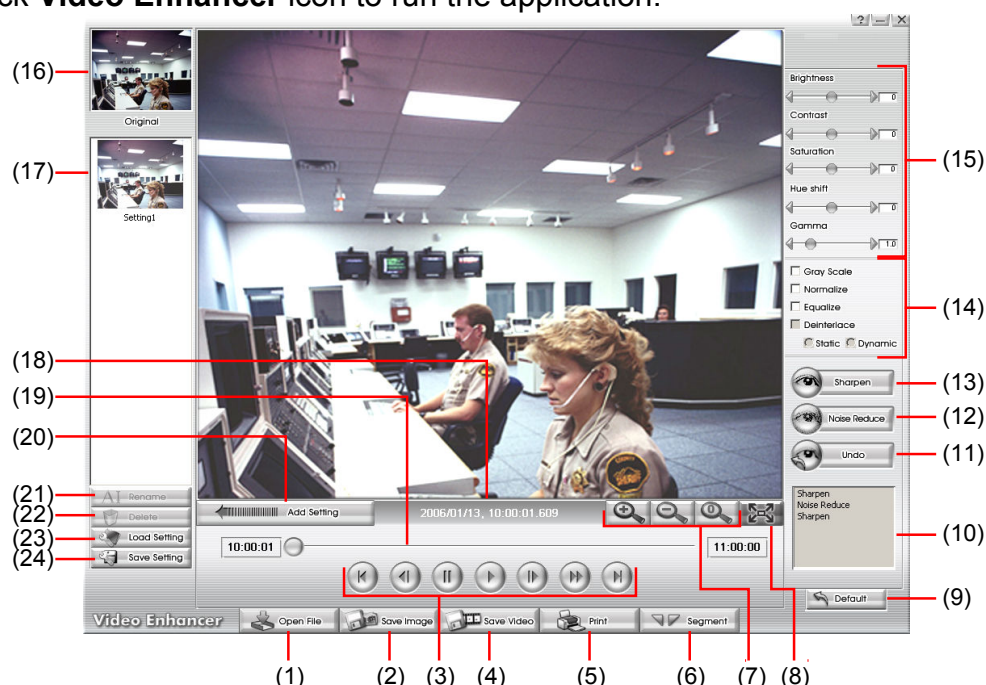 ck Video Enhancer icon to run the application.
? — X
(16)
Original
(17)
Setting1
Brightness
0
Contrast
0
Saturation
0
Hue shift
0
Gamma
1.0
(15)
Gray Scale
Normalize
Equalize
Deinterlace
Static Dynamic
(14)
(18)
(19)
(20)
Sharpen
(13)
Noise Reduce
(12)
Undo
(11)
(21)
AI Rename
(22)
Delete
(23)
Load Setting
(24)
Save Setting
Add Setting
2006/01/13, 10:00:01.609
Sharpen
Noise Reduce
Sharpen
(10)
10:00:01
11:00:00
Default
(9)
Video Enhancer
Open File
Save Image
Save Video
Print
Segment
(1) (2) (3) (4) (5) (6) (7) (8)